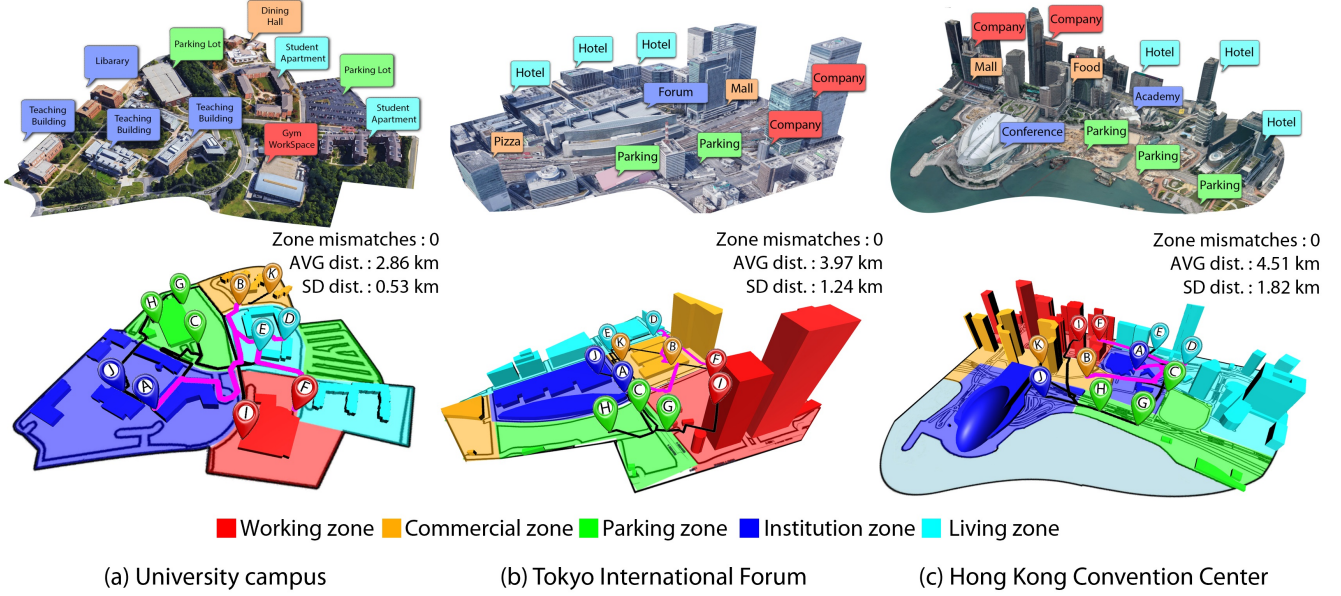 Dining
Hall
Parking Lot
Student
Apartment
Librarary
Parking Lot
Teaching
Building
Teaching
Building
Teaching
Building
Student
Apartment
Gym
WorkSpace
Hotel
Hotel
Hotel
Forum
Mall
Company
Company
Pizza
Parking
Parking
Company
Company
Mall
Food
Hotel
Hotel
Academy
Conference
Parking
Hotel
Parking
Parking
Zone mismatches : 0
AVG dist. : 2.86 km
SD dist. : 0.53 km
Zone mismatches : 0
AVG dist. : 3.97 km
SD dist. : 1.24 km
Zone mismatches : 0
AVG dist. : 4.51 km
SD dist. : 1.82 km
G
B
K
H
C
E
D
J
A
F
I
E
D
J
K
B
F
A
I
H
C
G
I
F
E
D
K
B
A
J
C
H
G
Working zone
Commercial zone
Parking zone
Institution zone
Living zone
(a) University campus
(b) Tokyo International Forum
(c) Hong Kong Convention Center